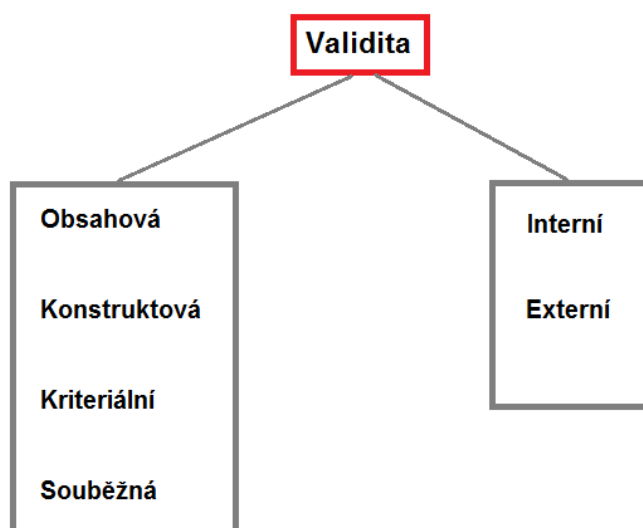 Validita
Obsahová
Konstruktová
Kriteriální
Souběžná
Interní
Externí